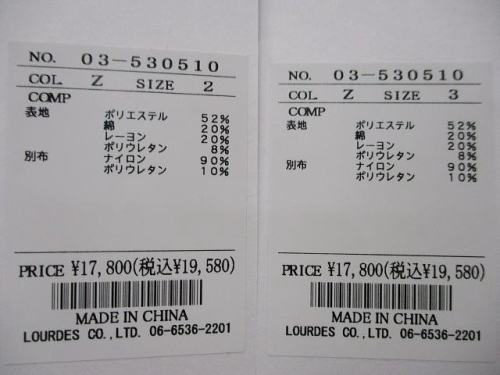 NO. 03-530510
COL. Z SIZE 2
COMP
表地 ポリエステル 52%
綿 20%
レーヨン 20%
ポリウレタン 8%
別布 ナイロン 90%
ポリウレタン 10%
PRICE ¥17,800(税込¥19,580)
MADE IN CHINA
LOURDES CO.,LTD. 06-6536-2201
NO. 03-530510
COL. Z SIZE 3
COMP
表地 ポリエステル 52%
綿 20%
レーヨン 20%
ポリウレタン 8%
別布 ナイロン 90%
ポリウレタン 10%
PRICE ¥17,800(税込¥19,580)
MADE IN CHINA
LOURDES CO.,LTD. 06-6536-2201